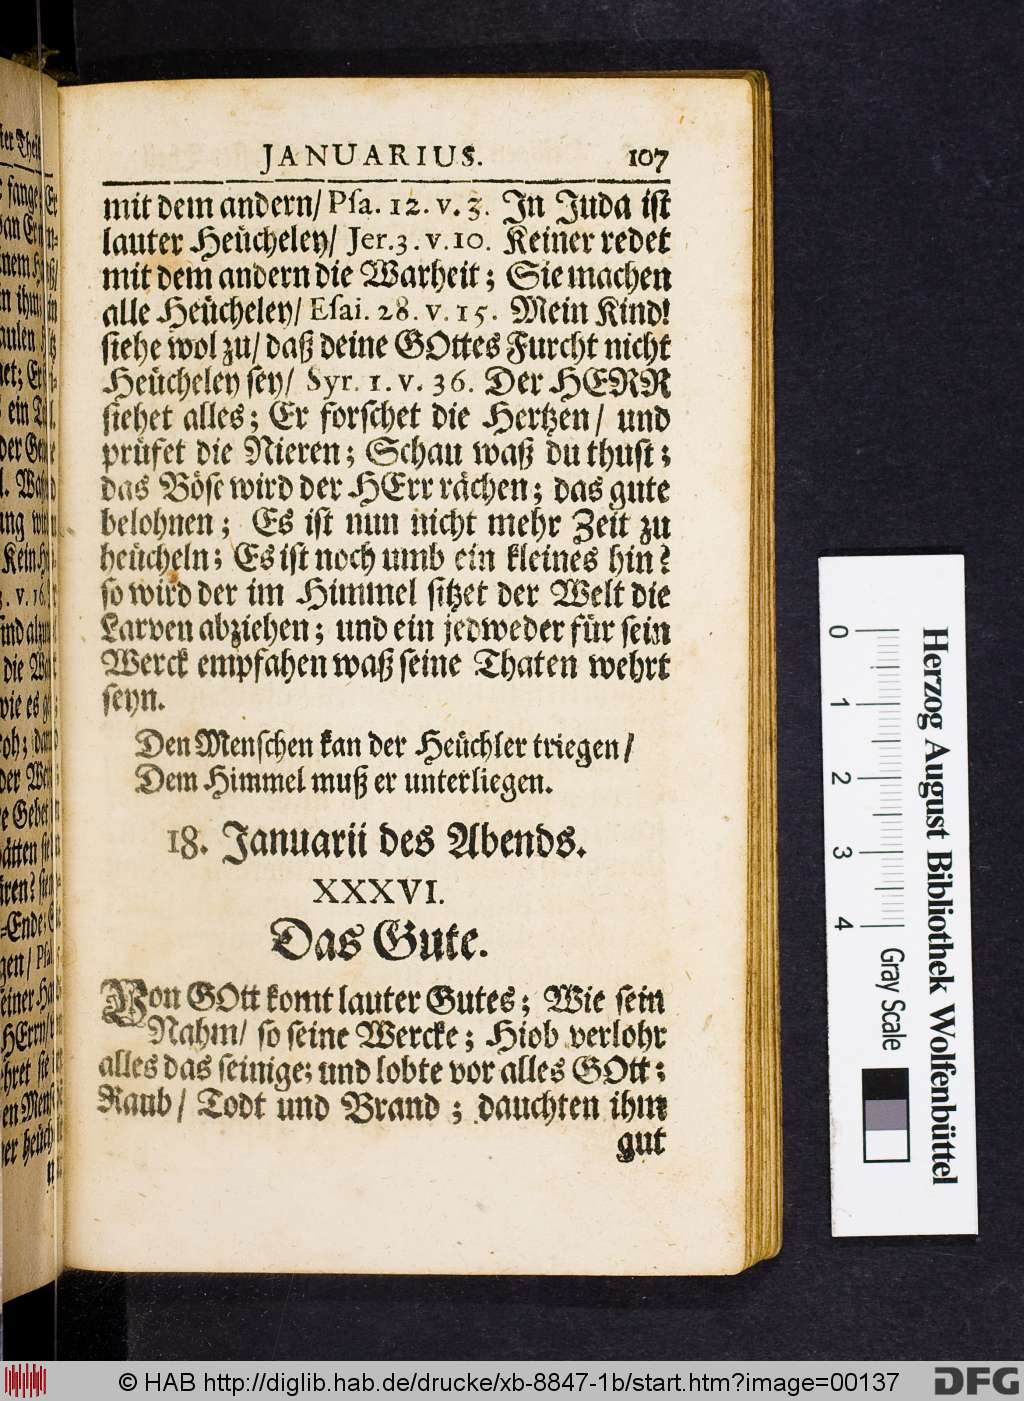 JANUARIUS. 107
mit dem andern/ Psa. 12. v. 3. In Juda ist
lauter Heücheley/ Jer. 3. v. 10. Keiner redet
mit dem andern die Warheit; Sie machen
alle Heücheley/ Esai. 28. v. 15. Mein Kind!
siehe wol zu/ daß deine GOttes Furcht nicht
Heücheley sey/ Syr. 1. v. 36. Der HERR
siehet alles; Er forschet die Hertzen/ und
prüfet die Nieren; Schau waß du thust;
das Böse wird der HErr rächen; das gute
belohnen; Es ist nun nicht mehr Zeit zu
heücheln; Es ist noch umb ein kleines hin?
so wird der im Himmel sitzet der Welt die
Larven abziehen; und ein jedweder für sein
Werck empfahen waß seine Thaten wehrt
seyn.
Den Menschen kan der Heüchler triegen/
Dem Himmel muß er unterliegen.
18. Januarii des Abends.
XXXVI.
Das Gute.
Von GOtt komt lauter Gutes; Wie sein
Nahm/ so seine Wercke; Hiob verlohr
alles das seinige; und lobte vor alles GOtt;
Raub/ Todt und Brand; dauchten ihm
gut
0 1 2 3 4
Gray Scale
Herzog August Bibliothek Wolfenbüttel
© HAB http://diglib.hab.de/drucke/xb-8847-1b/start.htm?image=00137
DFG